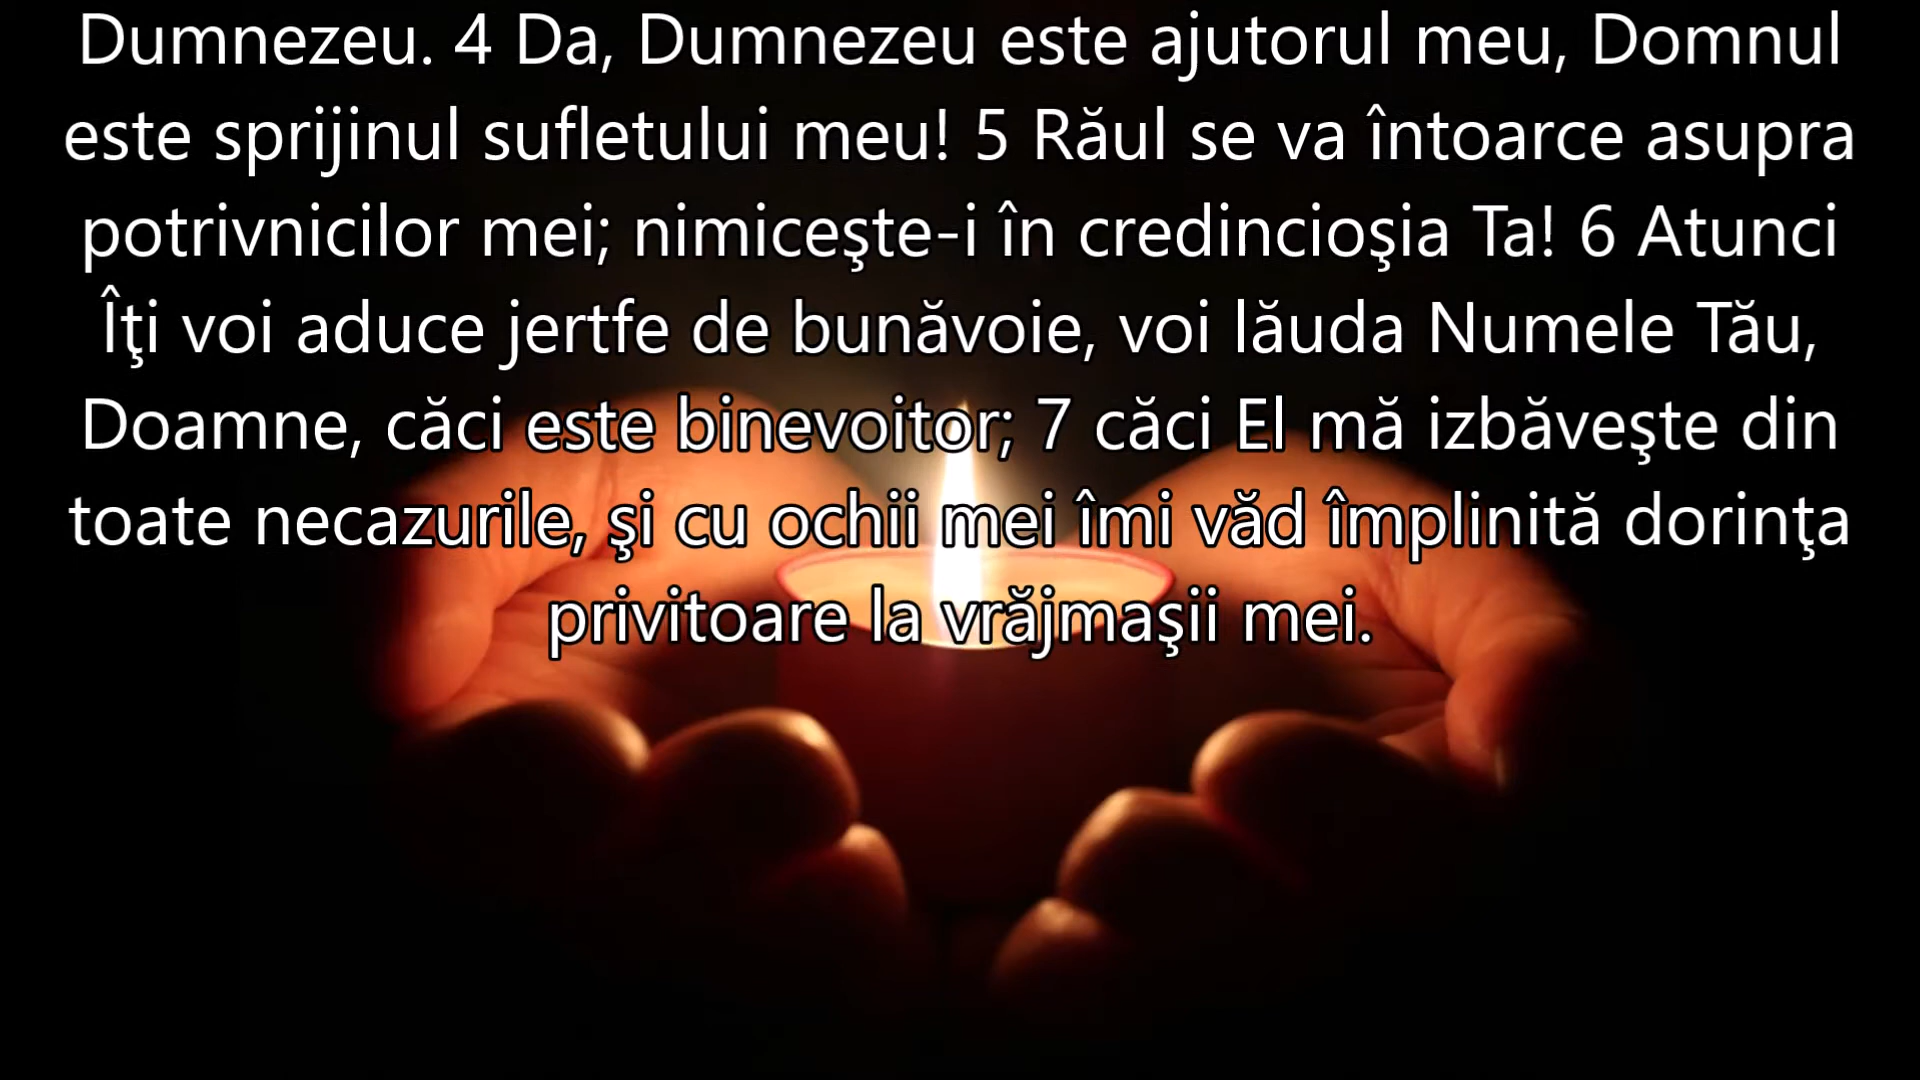 Dumnezeu. 4 Da, Dumnezeu este ajutorul meu, Domnul
este sprijinul sufletului meu! 5 Răul se va întoarce asupra
potrivnicilor mei; nimiceşte-i în credincioşia Ta! 6 Atunci
Îţi voi aduce jertfe de bunăvoie, voi lăuda Numele Tău,
Doamne, căci este binevoitor; 7 căci El mă izbăveşte din
toate necazurile, şi cu ochii mei îmi văd împlinită dorinţa
privitoare la vrăjmaşii mei.